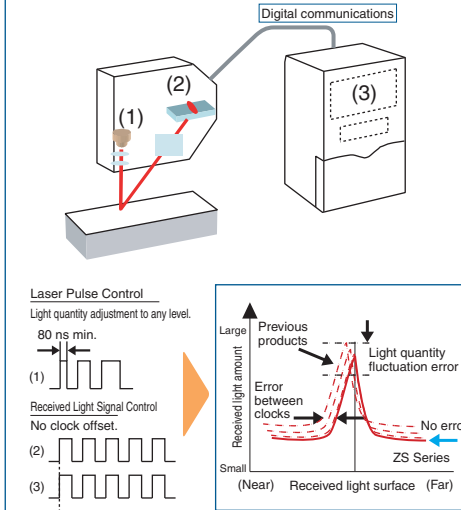 Digital communications
(2)
(1)
(3)
Laser Pulse Control
Light quantity adjustment to any level.
80 ns min.
(1)
Received Light Signal Control
No clock offset.
(2)
(3)
Received light amount
Large
Small
Previous
products
Error
between
clocks
Light quantity
fluctuation error
No erro
ZS Series
(Near)
Received light surface
(Far)